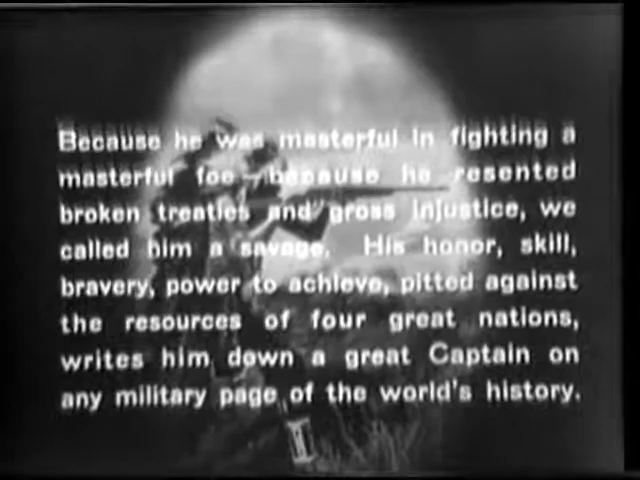 Because he was masterful in fighting a
masterful foe — because he resented
broken treaties and gross injustice, we
called him a savage. His honor, skill,
bravery, power to achieve, pitted against
the resources of four great nations,
writes him down a great Captain on
any military page of the world's history.